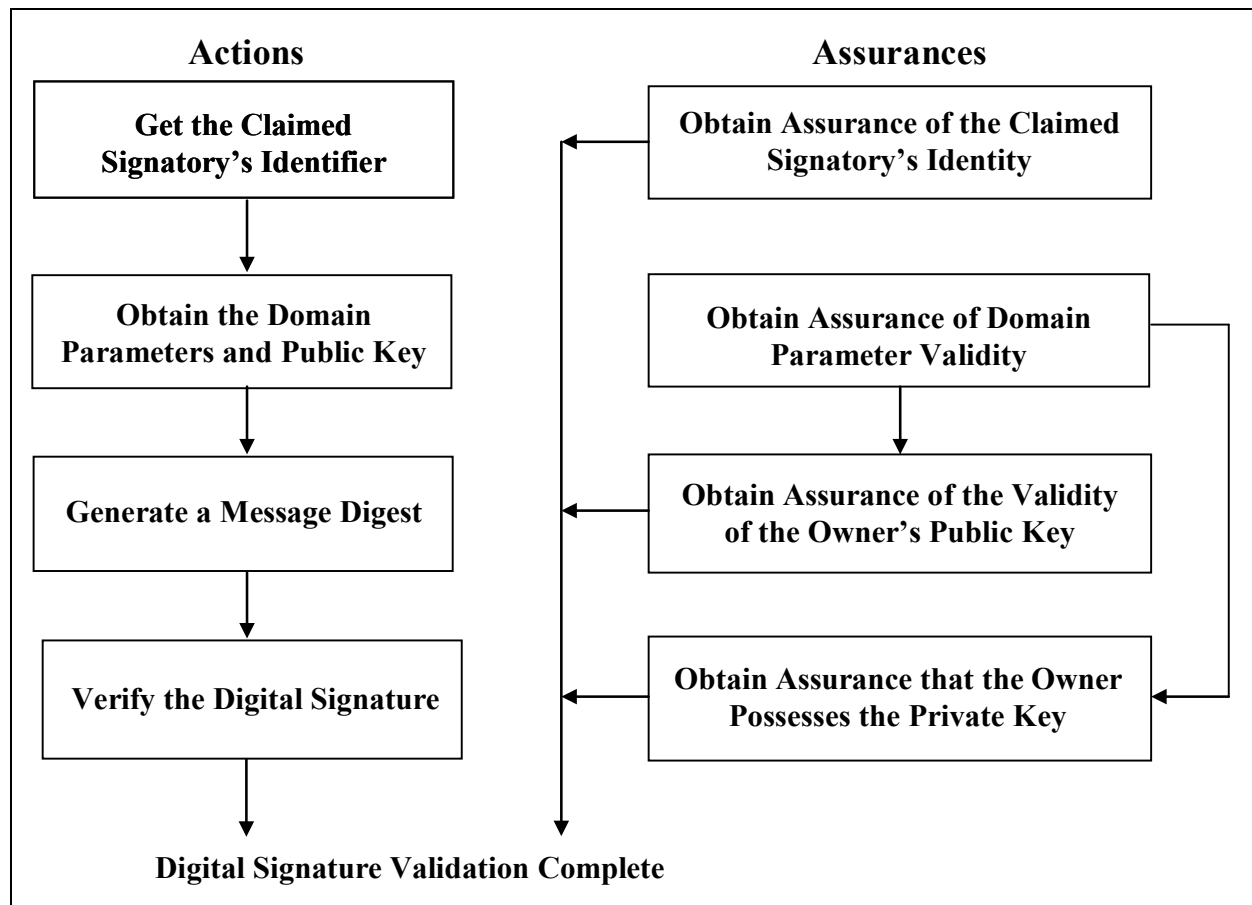 Actions
Get the Claimed
Signatory’s Identifier
Obtain the Domain
Parameters and Public Key
Generate a Message Digest
Verify the Digital Signature
Assurances
Obtain Assurance of the Claimed
Signatory’s Identity
Obtain Assurance of Domain
Parameter Validity
Obtain Assurance of the Validity
of the Owner’s Public Key
Obtain Assurance that the Owner
Possesses the Private Key
Digital Signature Validation Complete